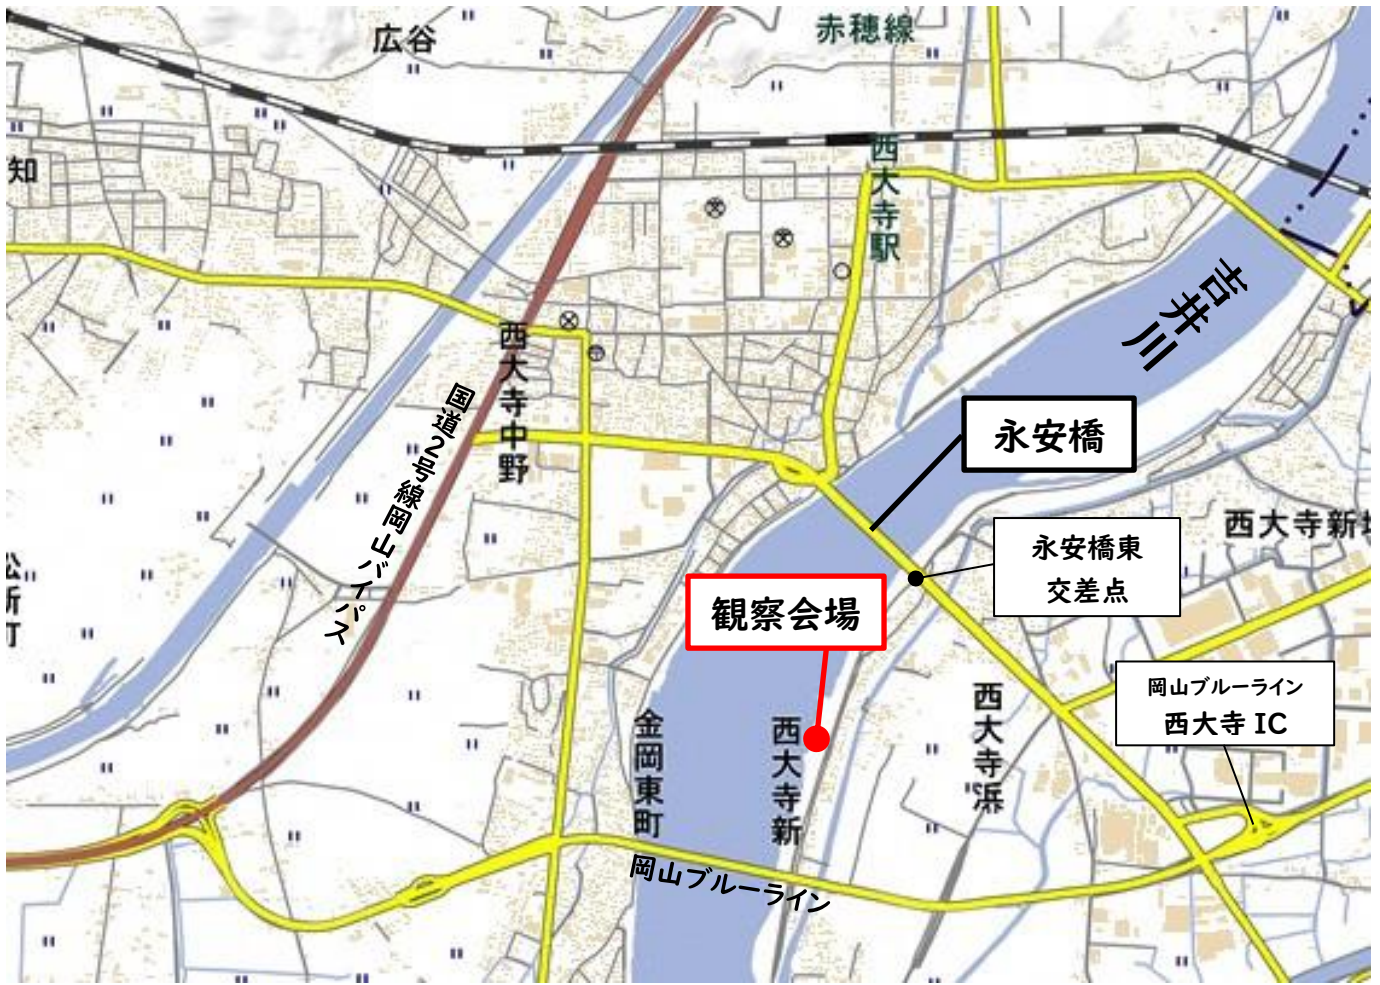 広谷
赤穂線
知
西大寺駅
吉井川
西大寺中野
国道2号線岡山バイパス
永安橋
西大寺新
永安橋東
交差点
観察会場
松新町
岡山ブルーライン
西大寺 IC
西大寺浜
金岡東町
西大寺新
岡山ブルーライン